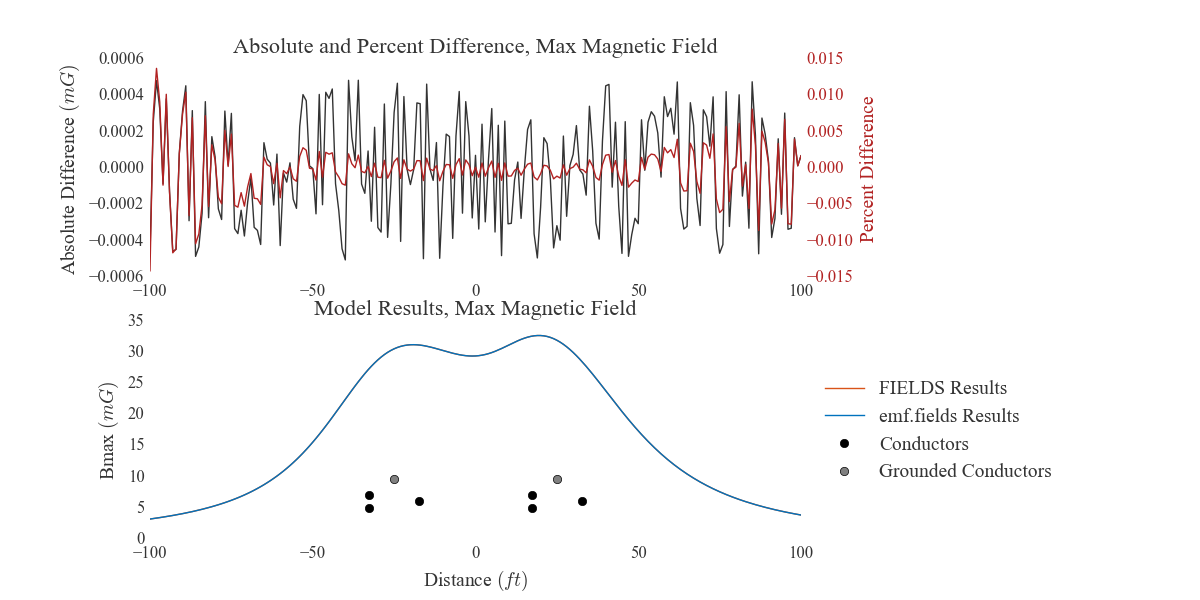 Absolute and Percent Difference, Max Magnetic Field
Absolute Difference (mG)
0.0006
0.0004
0.0002
0.0000
−0.0002
−0.0004
−0.0006
0.015
0.010
0.005
0.000
−0.005
−0.010
−0.015
Percent Difference
−100 −50 0 50 100
Model Results, Max Magnetic Field
Bmax (mG)
35
30
25
20
15
10
5
0
−100 −50 0 50 100
Distance (ft)
FIELDS Results
emf.fields Results
Conductors
Grounded Conductors